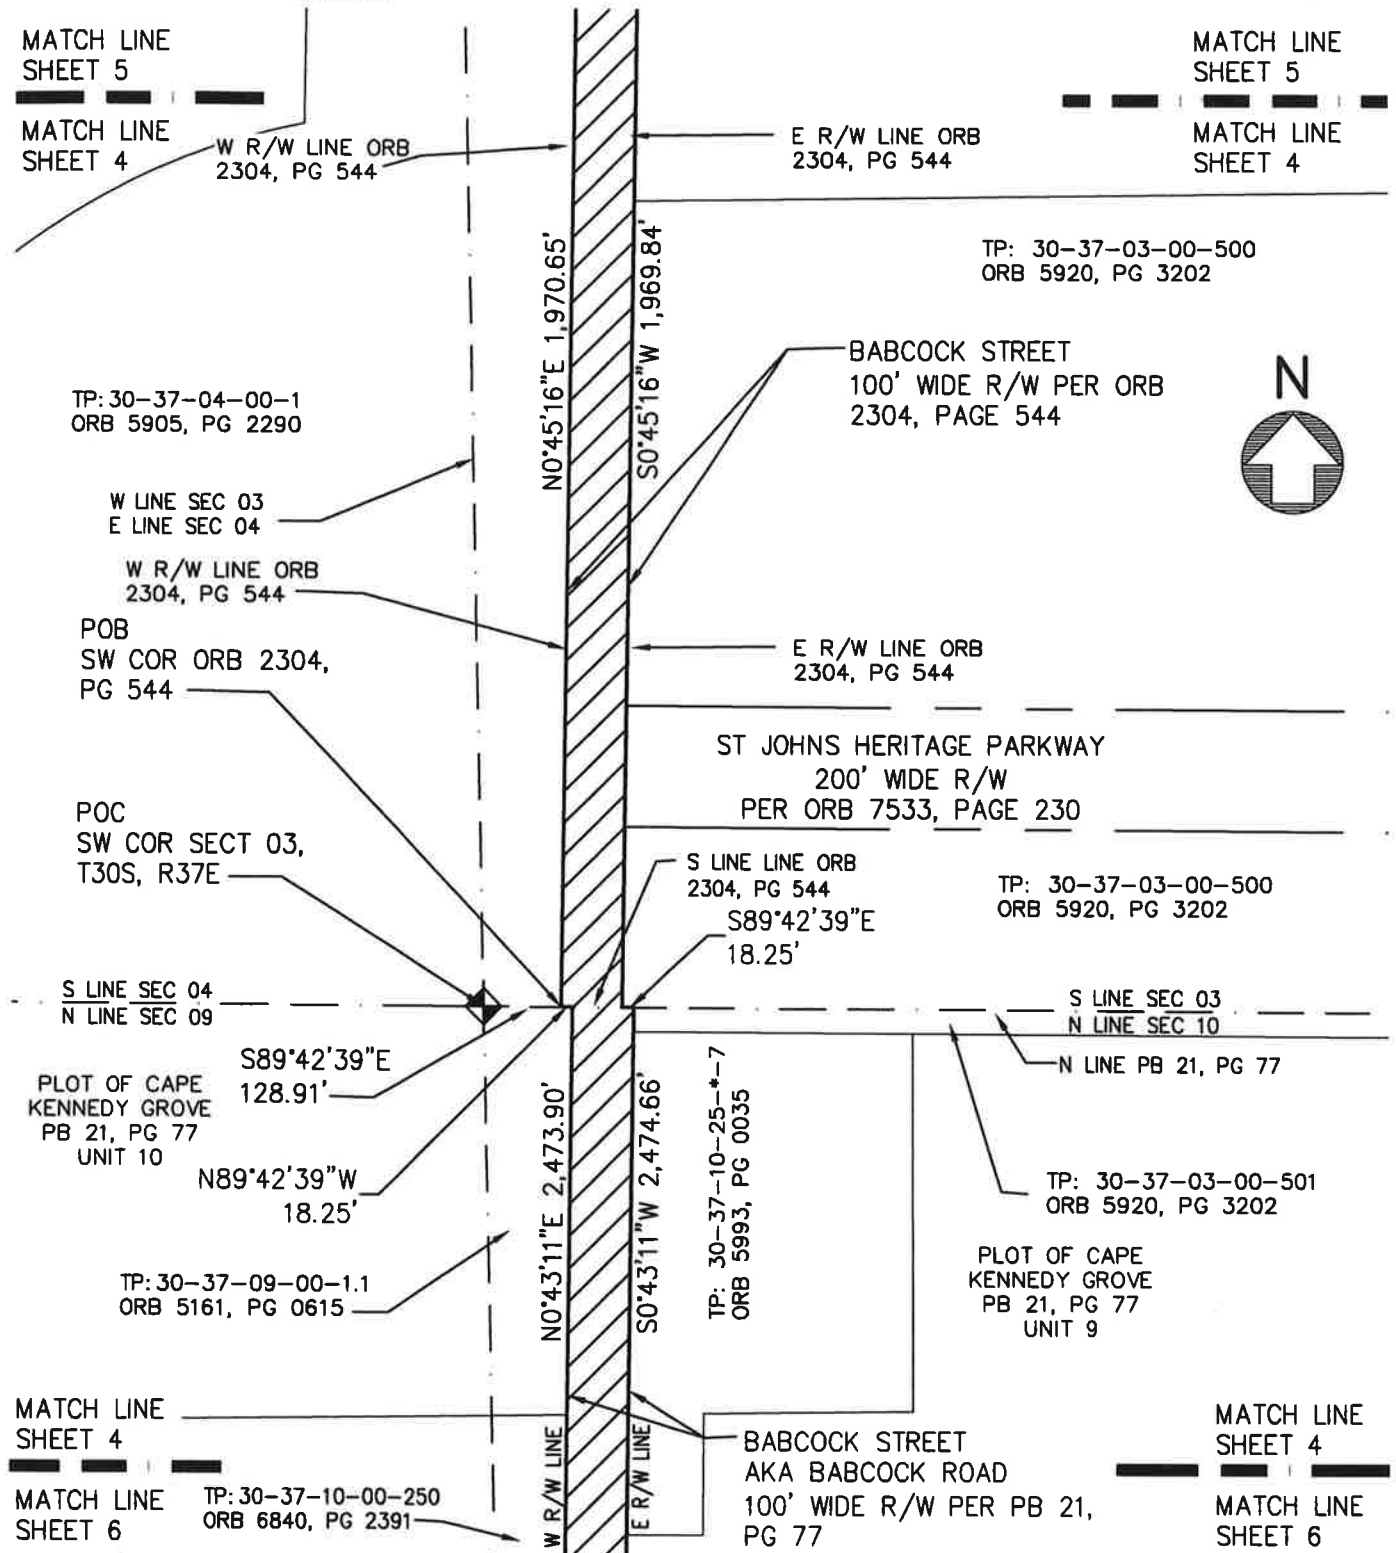 MATCH LINE
SHEET 5
MATCH LINE
SHEET 4
MATCH LINE
SHEET 5
MATCH LINE
SHEET 4
W R/W LINE ORB
2304, PG 544
E R/W LINE ORB
2304, PG 544
TP: 30-37-03-00-500
ORB 5920, PG 3202
N0°45'16"E 1,970.65'
S0°45'16"W 1,969.84'
BABCOCK STREET
100' WIDE R/W PER ORB
2304, PAGE 544
N
TP: 30-37-04-00-1
ORB 5905, PG 2290
W LINE SEC 03
E LINE SEC 04
W R/W LINE ORB
2304, PG 544
POB
SW COR ORB 2304,
PG 544
E R/W LINE ORB
2304, PG 544
ST JOHNS HERITAGE PARKWAY
200' WIDE R/W
PER ORB 7533, PAGE 230
POC
SW COR SECT 03,
T30S, R37E
S LINE LINE ORB
2304, PG 544
S89°42'39"E
18.25'
TP: 30-37-03-00-500
ORB 5920, PG 3202
S LINE SEC 04
N LINE SEC 09
S LINE SEC 03
N LINE SEC 10
S89°42'39"E
128.91'
N LINE PB 21, PG 77
PLOT OF CAPE
KENNEDY GROVE
PB 21, PG 77
UNIT 10
N89°42'39"W
18.25'
N0°43'11"E 2,473.90'
S0°43'11"W 2,474.66'
TP: 30-37-10-25-*-7
ORB 5993, PG 0035
TP: 30-37-03-00-501
ORB 5920, PG 3202
TP: 30-37-09-00-1.1
ORB 5161, PG 0615
PLOT OF CAPE
KENNEDY GROVE
PB 21, PG 77
UNIT 9
MATCH LINE
SHEET 4
MATCH LINE
SHEET 6
TP: 30-37-10-00-250
ORB 6840, PG 2391
W R/W LINE
E R/W LINE
BABCOCK STREET
AKA BABCOCK ROAD
100' WIDE R/W PER PB 21,
PG 77
MATCH LINE
SHEET 4
MATCH LINE
SHEET 6